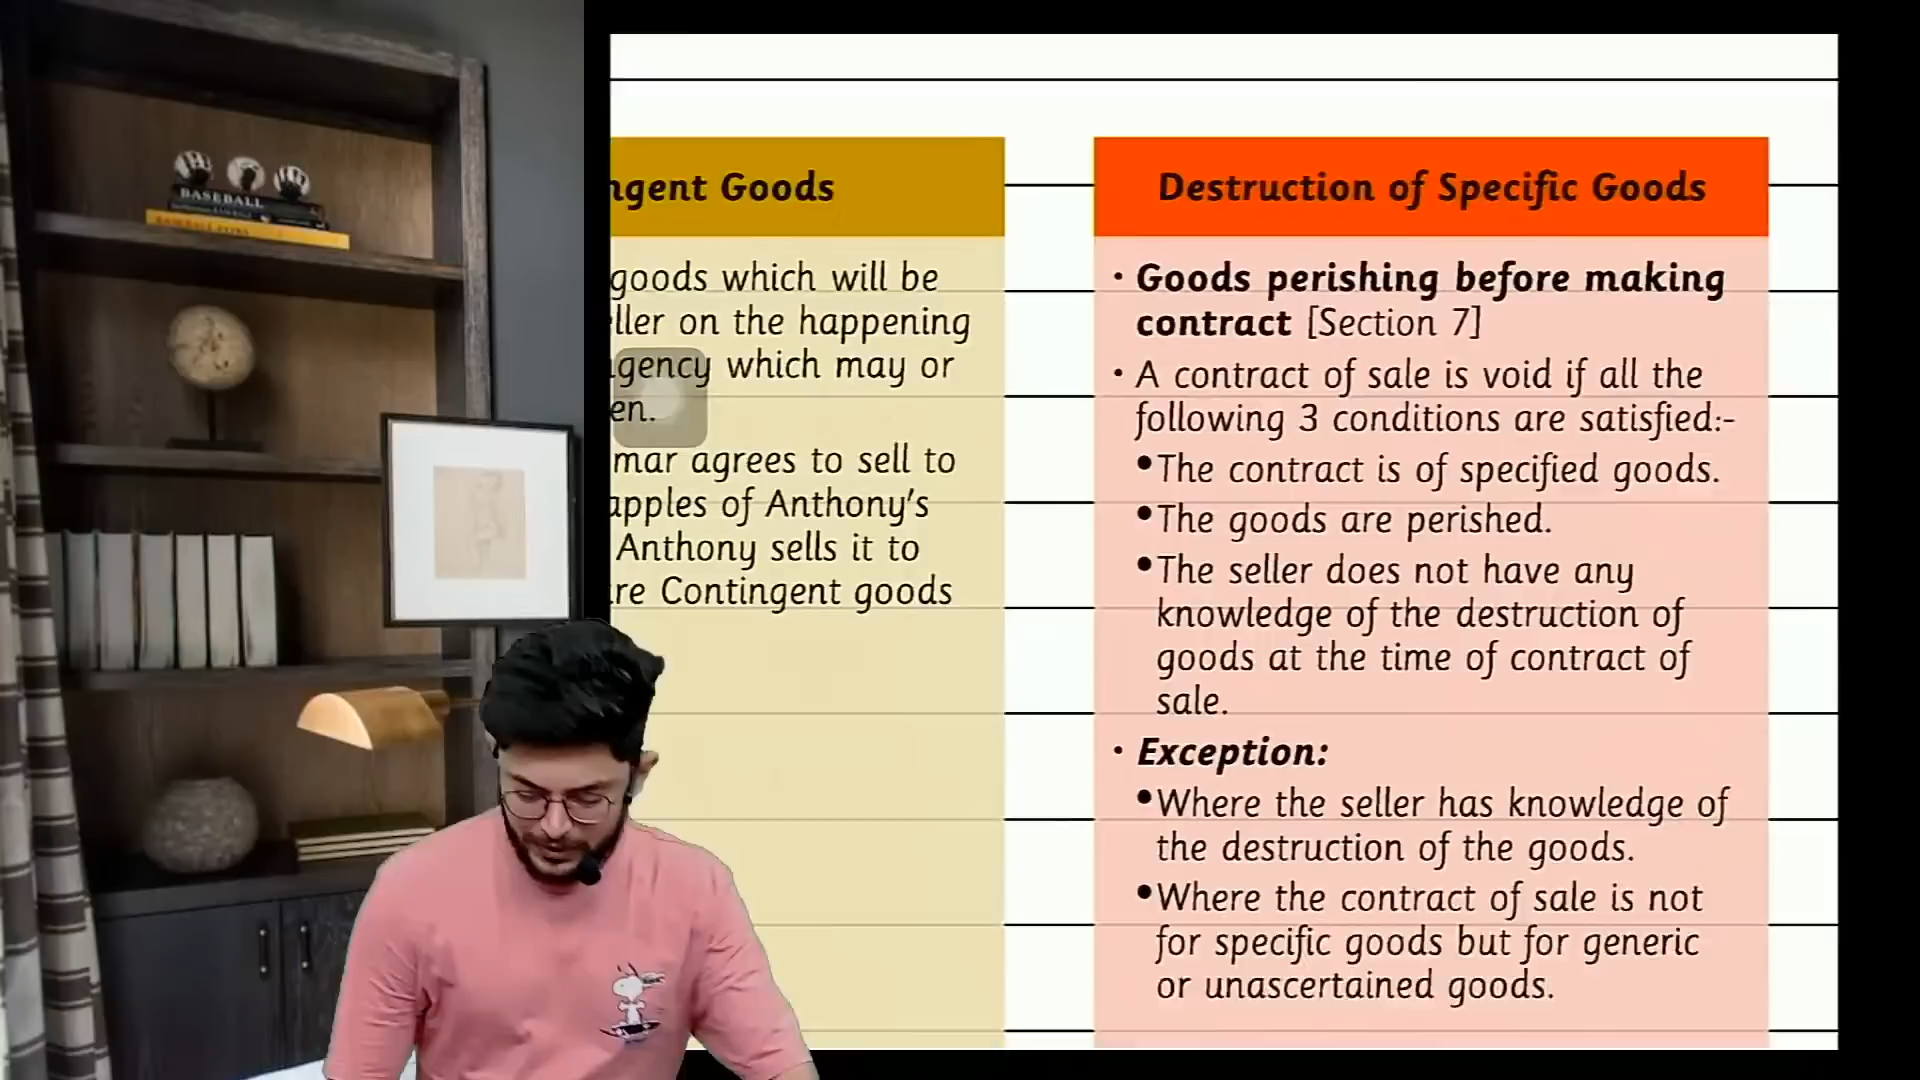 BASEBALL
ngent Goods
goods which will be
ller on the happening
gency which may or
en.
mar agrees to sell to
apples of Anthony's
Anthony sells it to
re Contingent goods
Destruction of Specific Goods
• Goods perishing before making
contract [Section 7]
• A contract of sale is void if all the
following 3 conditions are satisfied:-
•The contract is of specified goods.
•The goods are perished.
•The seller does not have any
knowledge of the destruction of
goods at the time of contract of
sale.
• Exception:
•Where the seller has knowledge of
the destruction of the goods.
•Where the contract of sale is not
for specific goods but for generic
or unascertained goods.